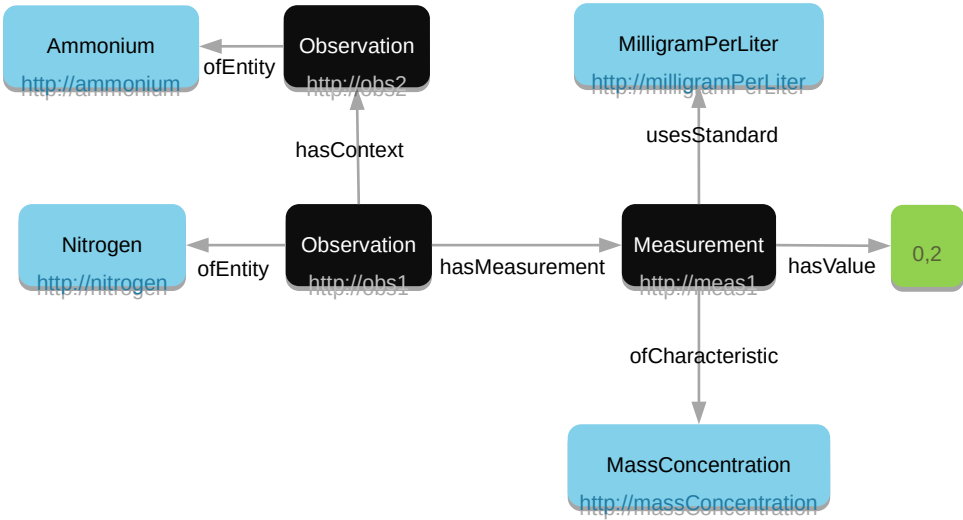 Ammonium
http://ammonium
ofEntity
Observation
http://obs2
MilligramPerLiter
http://milligramPerLiter
hasContext
usesStandard
Nitrogen
http://nitrogen
ofEntity
Observation
http://obs1
hasMeasurement
Measurement
http://meas1
hasValue
0,2
ofCharacteristic
MassConcentration
http://massConcentration